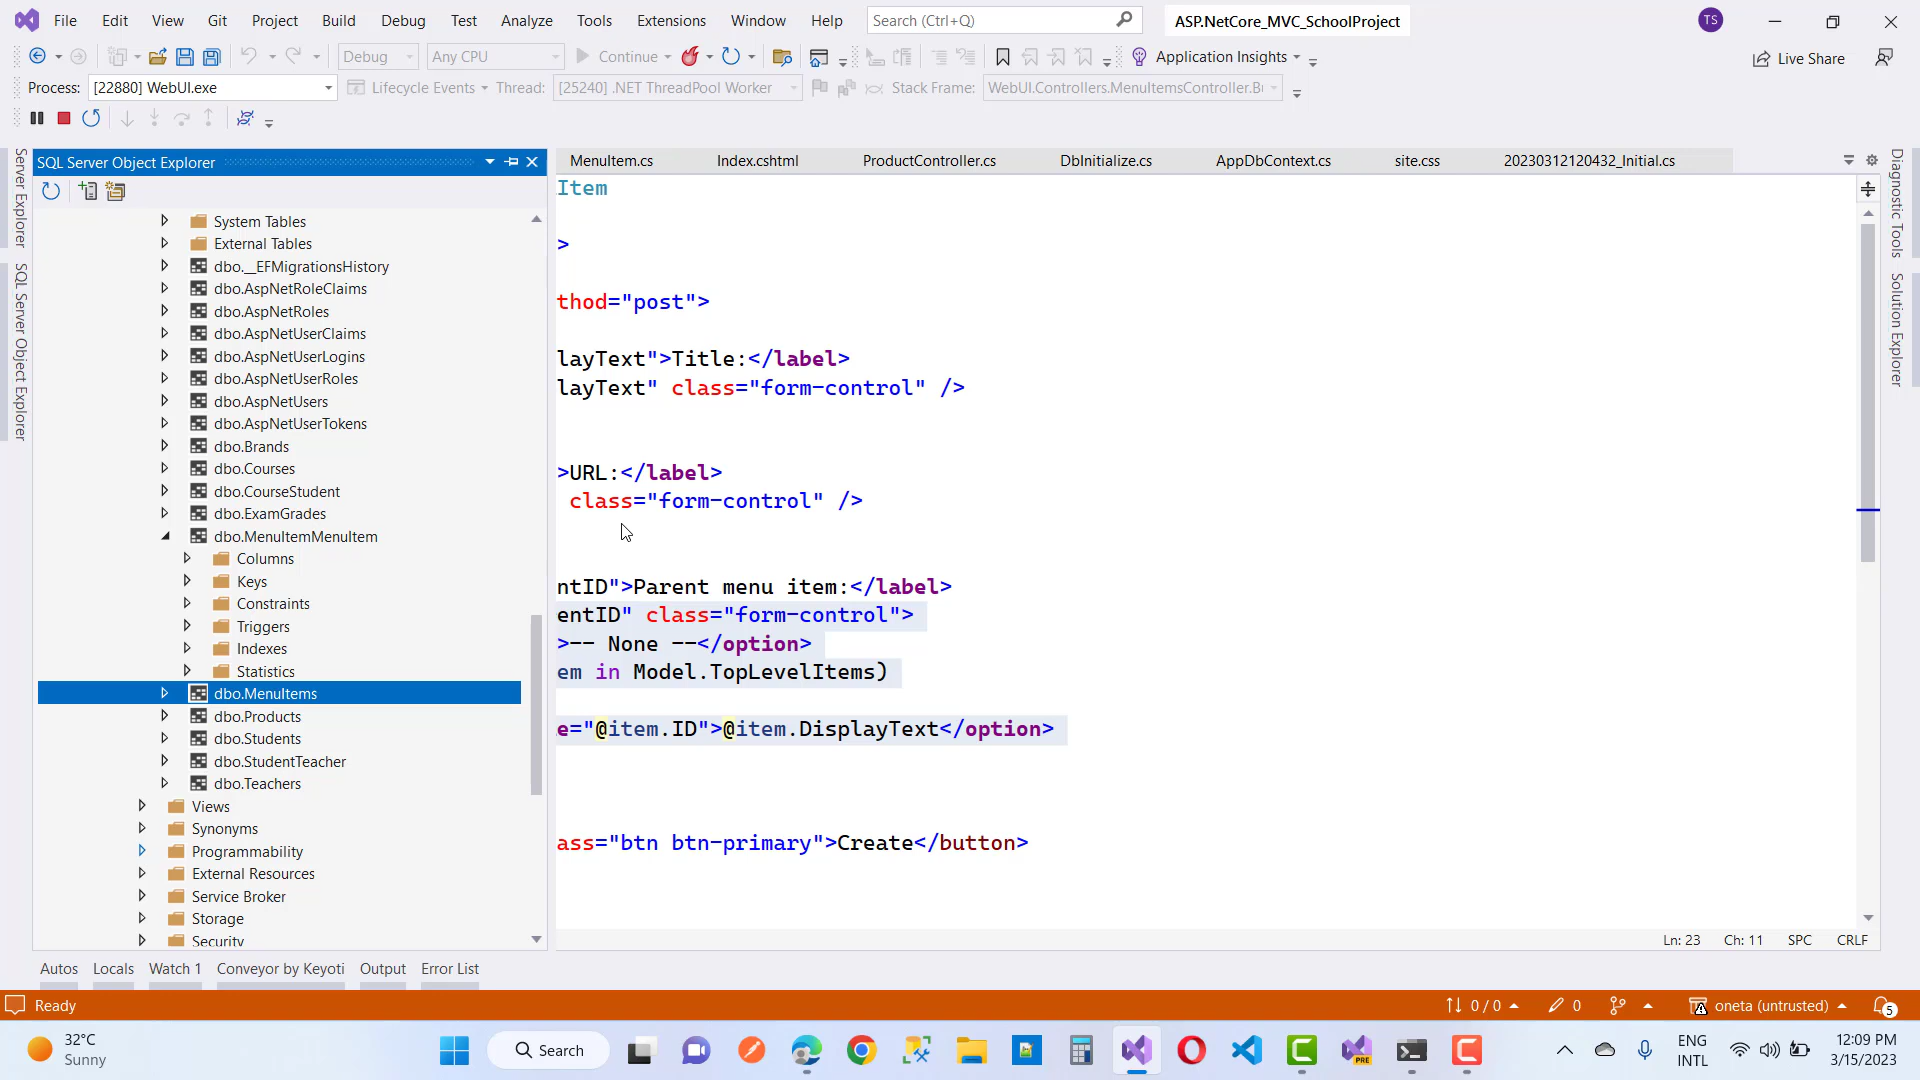 File Edit View Git Project Build Debug Test Analyze Tools Extensions Window Help Search (Ctrl+Q) ASP.NetCore_MVC_SchoolProject TS
Debug Any CPU Continue Application Insights Live Share
Process: [22880] WebUI.exe Lifecycle Events Thread: [25240] .NET ThreadPool Worker Stack Frame: WebUI.Controllers.MenuItemsController.B
Server Explorer
SQL Server Object Explorer
SQL Server Object Explorer
System Tables
External Tables
dbo.__EFMigrationsHistory
dbo.AspNetRoleClaims
dbo.AspNetRoles
dbo.AspNetUserClaims
dbo.AspNetUserLogins
dbo.AspNetUserRoles
dbo.AspNetUsers
dbo.AspNetUserTokens
dbo.Brands
dbo.Courses
dbo.CourseStudent
dbo.ExamGrades
dbo.MenuItemMenuItem
Columns
Keys
Constraints
Triggers
Indexes
Statistics
dbo.MenuItems
dbo.Products
dbo.Students
dbo.StudentTeacher
dbo.Teachers
Views
Synonyms
Programmability
External Resources
Service Broker
Storage
Security
MenuItem.cs Index.cshtml ProductController.cs DbInitialize.cs AppDbContext.cs site.css 20230312120432_Initial.cs
Item
>
thod="post">
layText">Title:</label>
layText" class="form-control" />
>URL:</label>
class="form-control" />
ntID">Parent menu item:</label>
entID" class="form-control">
>-- None --</option>
em in Model.TopLevelItems)
e="@item.ID">@item.DisplayText</option>
ass="btn btn-primary">Create</button>
Diagnostic Tools
Solution Explorer
Ln: 23 Ch: 11 SPC CRLF
Autos Locals Watch 1 Conveyor by Keyoti Output Error List
Ready 0 / 0 0 oneta (untrusted) 5
32°C
Sunny
Search
PRE
ENG
INTL
12:09 PM
3/15/2023